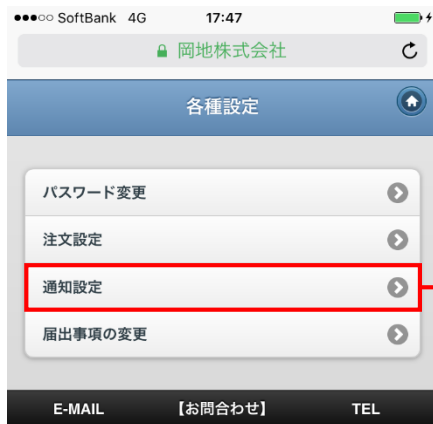 SoftBank 4G 17:47
岡地株式会社
各種設定
パスワード変更
注文設定
通知設定
届出事項の変更
E-MAIL 【お問合わせ】 TEL